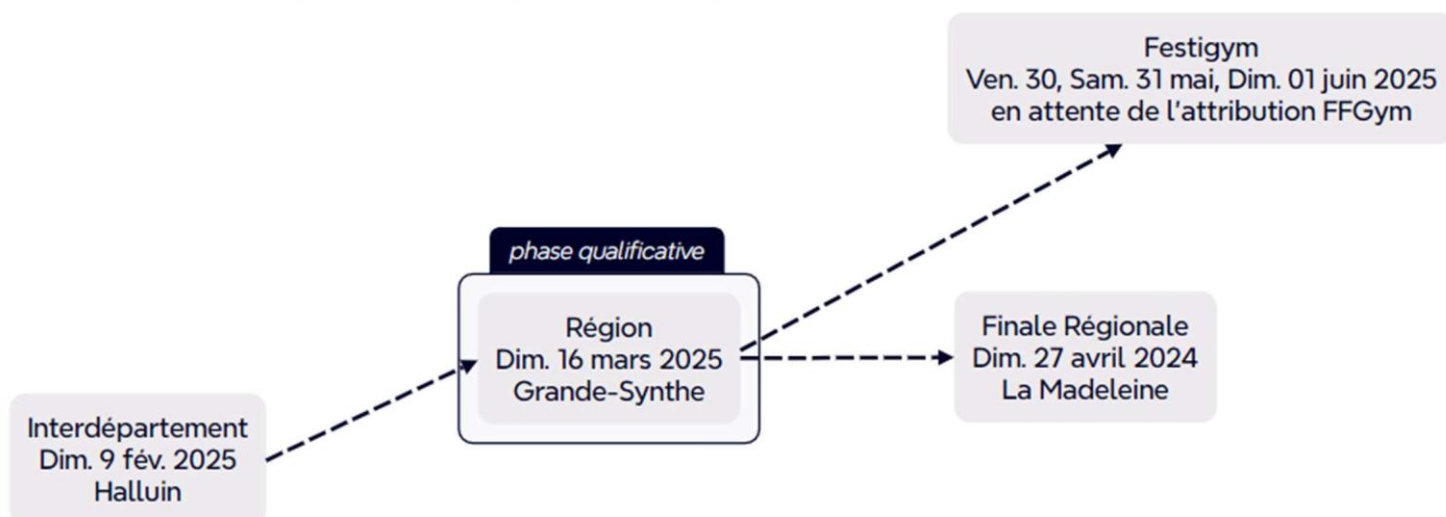 Festigym
Ven. 30, Sam. 31 mai, Dim. 01 juin 2025
en attente de l'attribution FFGym
phase qualificative
Région
Dim. 16 mars 2025
Grande-Synthe
Finale Régionale
Dim. 27 avril 2024
La Madeleine
Interdépartement
Dim. 9 fév. 2025
Halluin